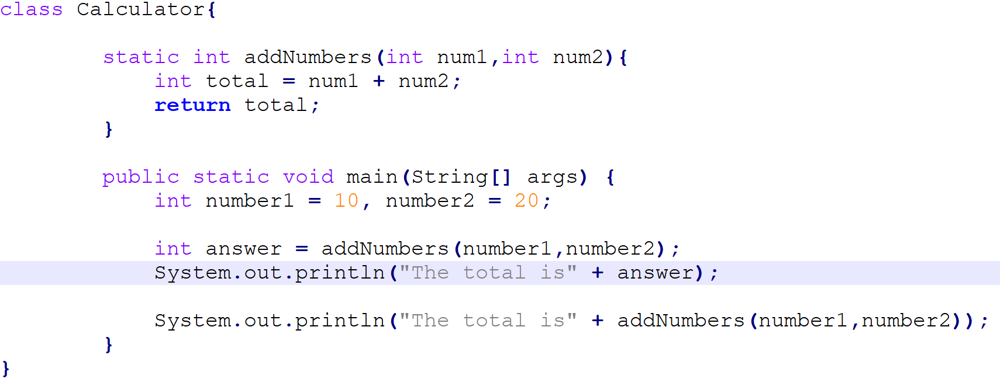 class Calculator{
static int addNumbers(int num1,int num2){
int total = num1 + num2;
return total;
}
public static void main(String[] args) {
int number1 = 10, number2 = 20;
int answer = addNumbers(number1,number2);
System.out.println("The total is" + answer);
System.out.println("The total is" + addNumbers(number1,number2));
}
}